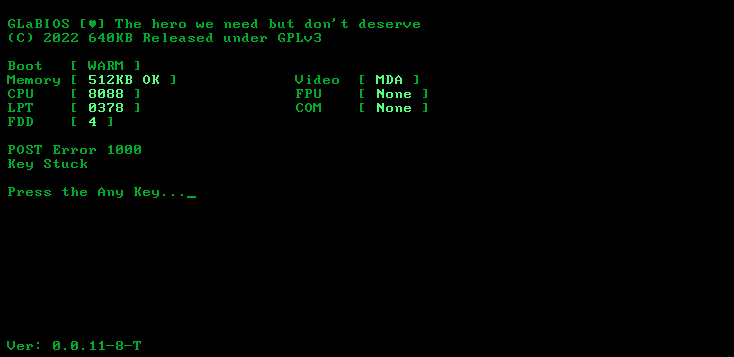 GLaBIOS [♥] The hero we need but don't deserve
(C) 2022 640KB Released under GPLv3
Boot   [ WARM ]
Memory [ 512KB OK ]             Video  [ MDA ]
CPU    [ 8088 ]                 FPU    [ None ]
LPT    [ 0378 ]                 COM    [ None ]
FDD    [ 4 ]
POST Error 1000
Key Stuck
Press the Any Key..._
Ver: 0.0.11-8-T